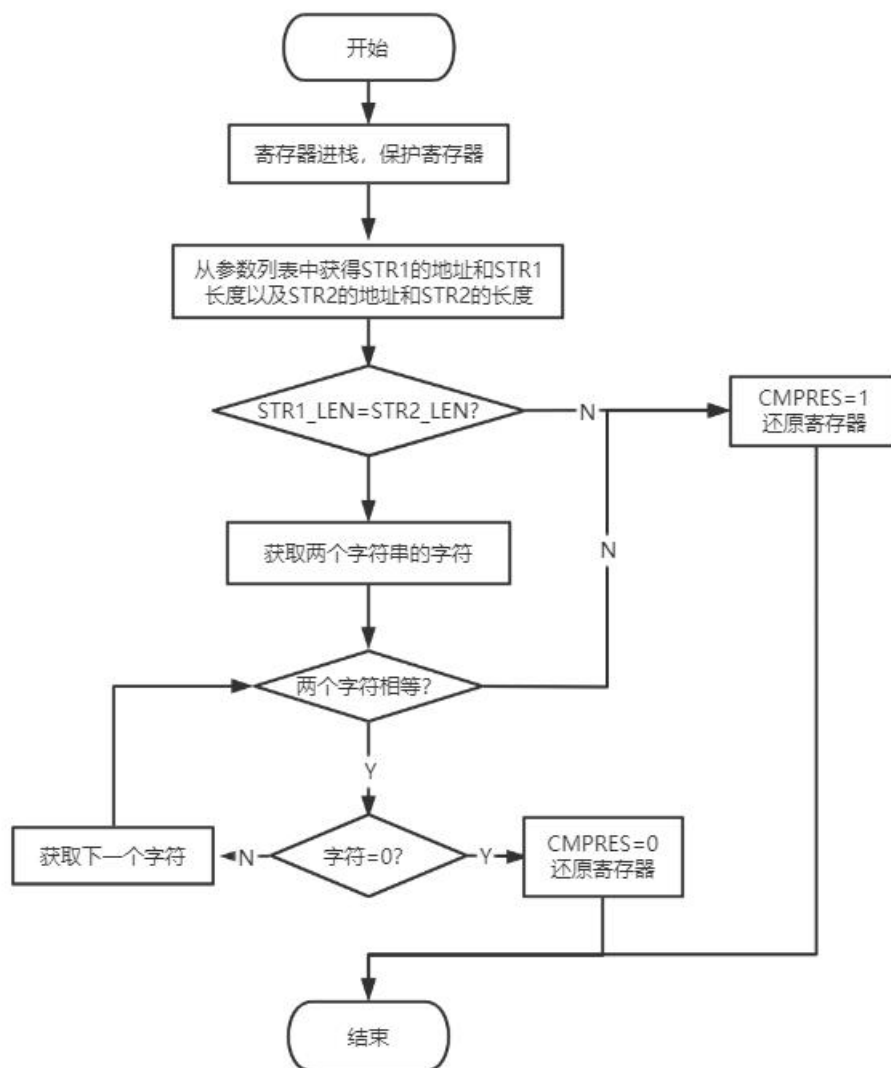 开始
寄存器进栈，保护寄存器
从参数列表中获得STR1的地址和STR1
长度以及STR2的地址和STR2的长度
STR1_LEN=STR2_LEN?
N
CMPRES=1
还原寄存器
获取两个字符串的字符
N
两个字符相等?
Y
获取下一个字符
N
字符=0?
Y
CMPRES=0
还原寄存器
结束